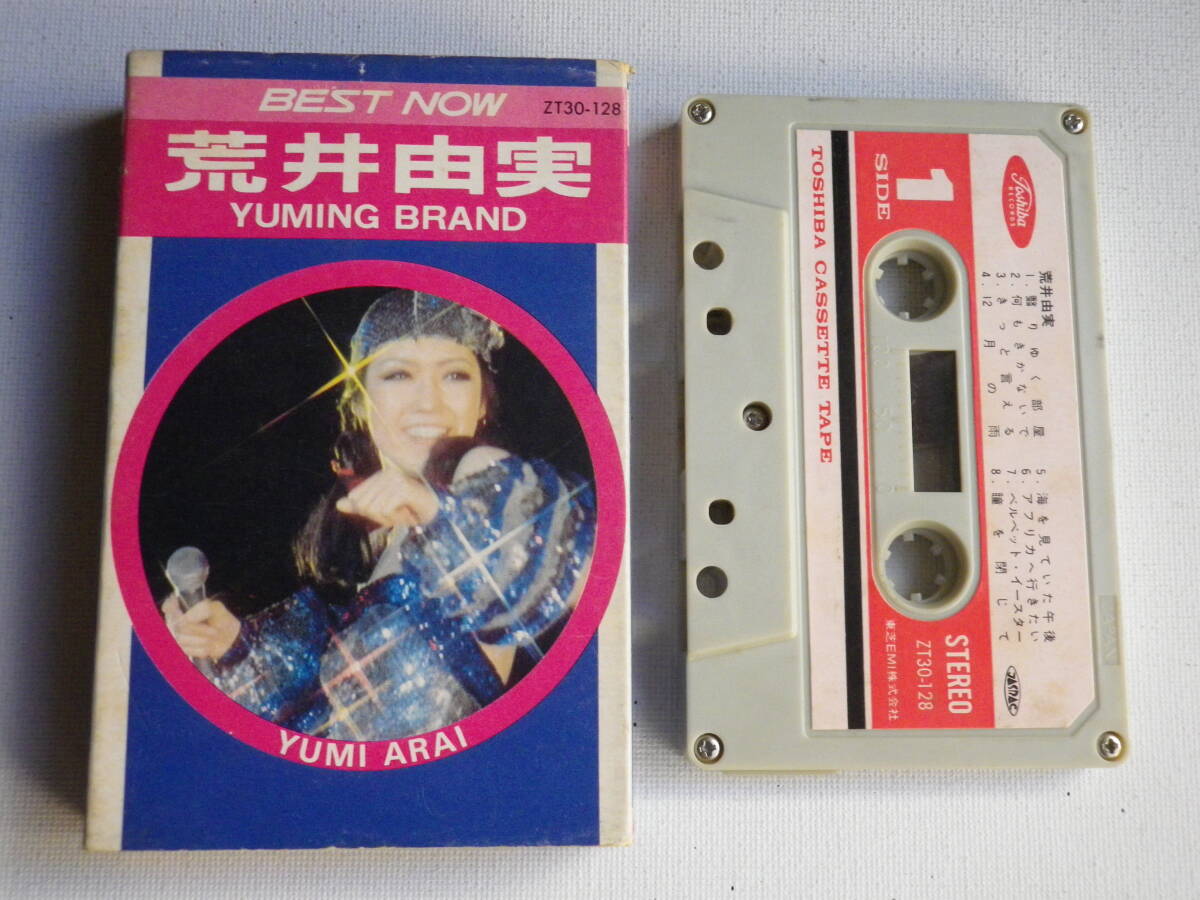 BEST NOW
ZT30-128
荒井由実
YUMING BRAND
YUMI ARAI
Toshiba
RECORDS
1
SIDE
TOSHIBA CASSETTE TAPE
荒井由実
1. 翳りゆく部屋
2. 何もきかないで
3. きっと言える
4. 12月の雨
5. 海を見ていた午後
6. アフリカへ行きたい
7. ベルベット・イースター
8. 瞳を閉じて
STEREO
ZT30-128
東芝EMI株式会社